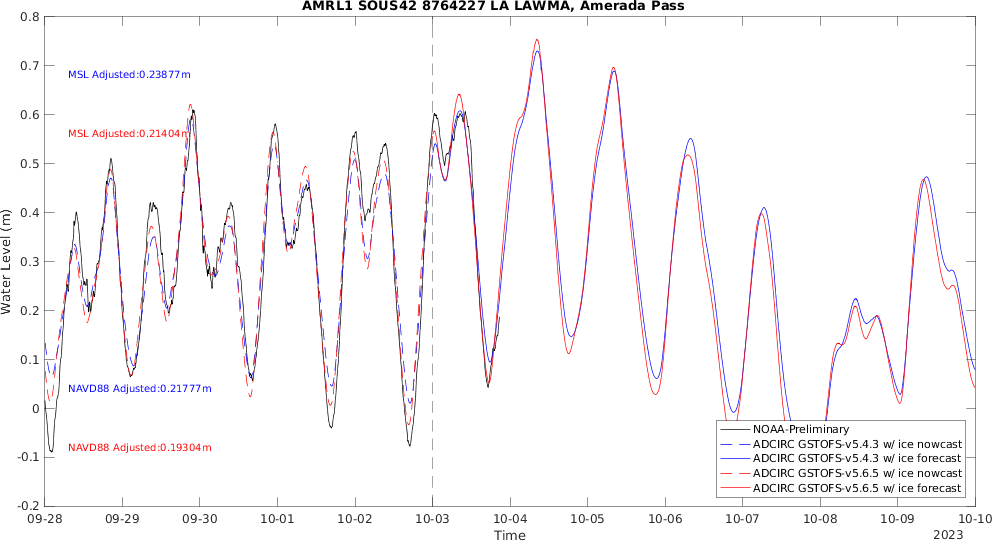 AMRL1 SOUS42 8764227 LA LAWMA, Amerada Pass
0.8
0.7
0.6
0.5
0.4
0.3
0.2
0.1
0
-0.1
-0.2
Water Level (m)
MSL Adjusted:0.23877m
MSL Adjusted:0.21404m
NAVD88 Adjusted:0.21777m
NAVD88 Adjusted:0.19304m
NOAA-Preliminary
ADCIRC GSTOFS-v5.4.3 w/ ice nowcast
ADCIRC GSTOFS-v5.4.3 w/ ice forecast
ADCIRC GSTOFS-v5.6.5 w/ ice nowcast
ADCIRC GSTOFS-v5.6.5 w/ ice forecast
09-28 09-29 09-30 10-01 10-02 10-03 10-04 10-05 10-06 10-07 10-08 10-09 10-10
Time
2023